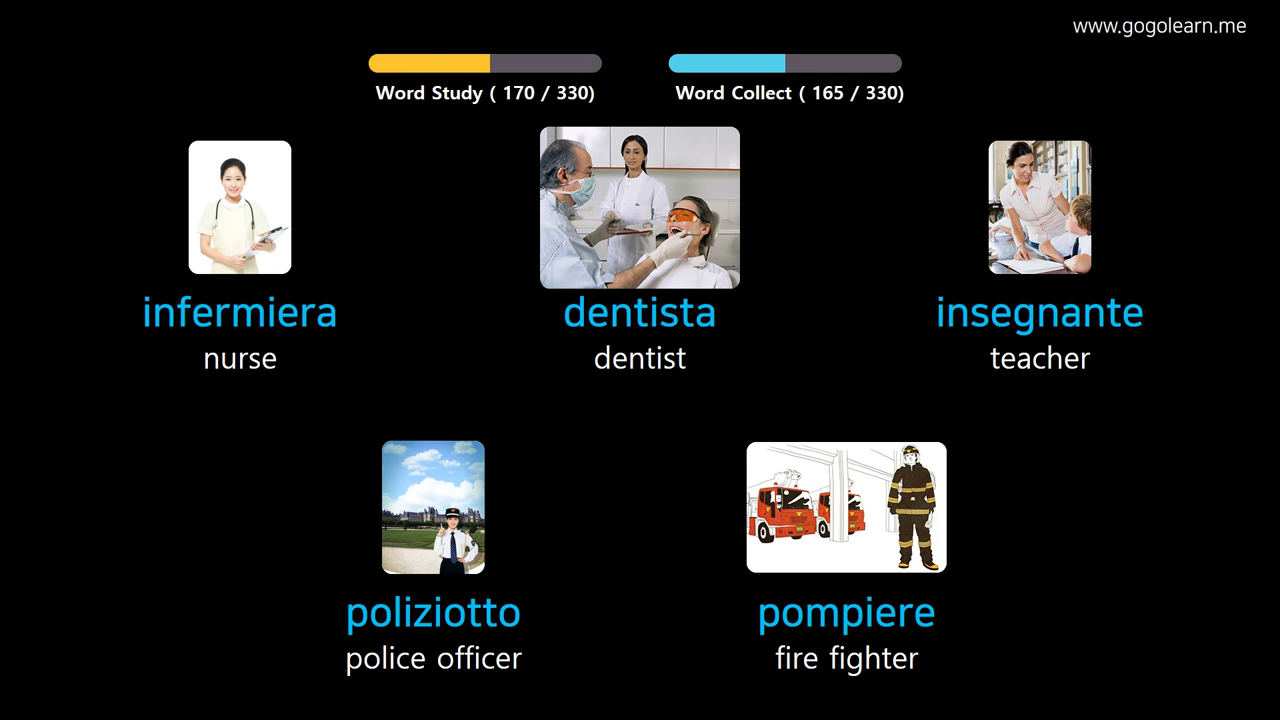 www.gogolearn.me
Word Study ( 170 / 330)
Word Collect ( 165 / 330)
infermiera
nurse
dentista
dentist
insegnante
teacher
poliziotto
police officer
pompiere
fire fighter